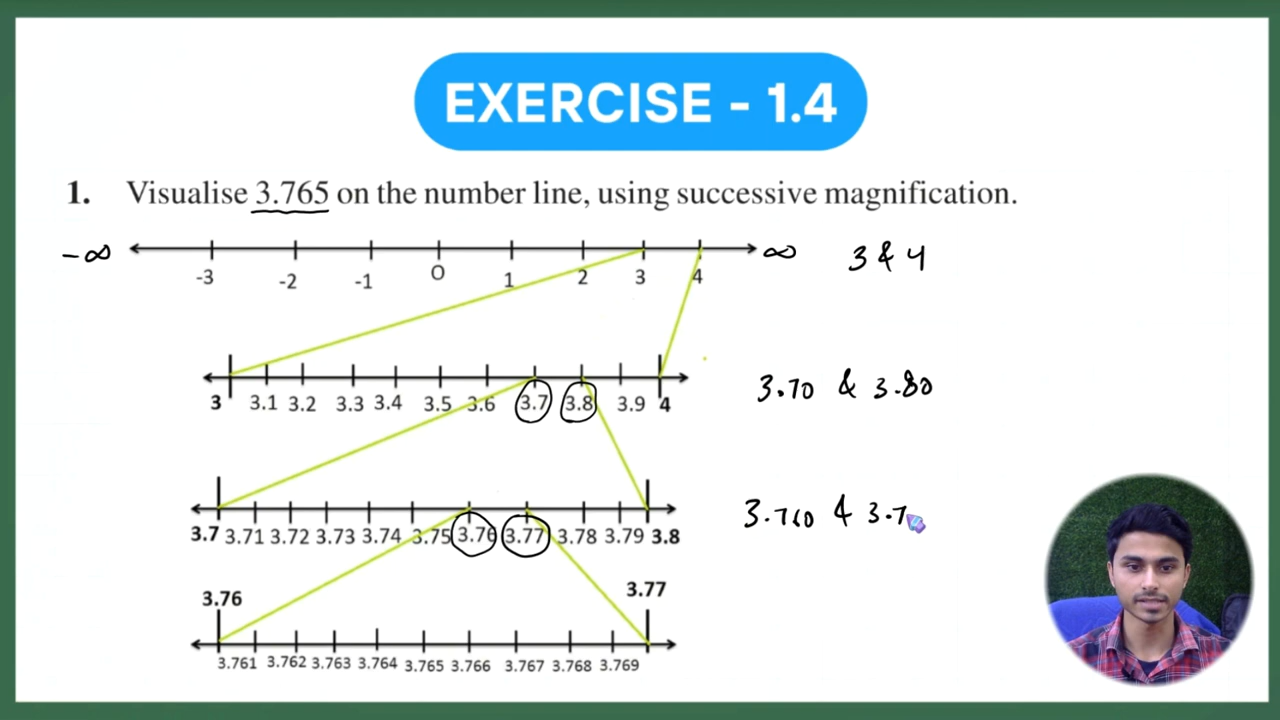 EXERCISE - 1.4
1. Visualise 3.765 on the number line, using successive magnification.
-∞ ∞ 3 & 4
-3 -2 -1 0 1 2 3 4
3 3.1 3.2 3.3 3.4 3.5 3.6 3.7 3.8 3.9 4 3.70 & 3.80
3.7 3.71 3.72 3.73 3.74 3.75 3.76 3.77 3.78 3.79 3.8 3.760 & 3.7
3.76 3.77
3.761 3.762 3.763 3.764 3.765 3.766 3.767 3.768 3.769